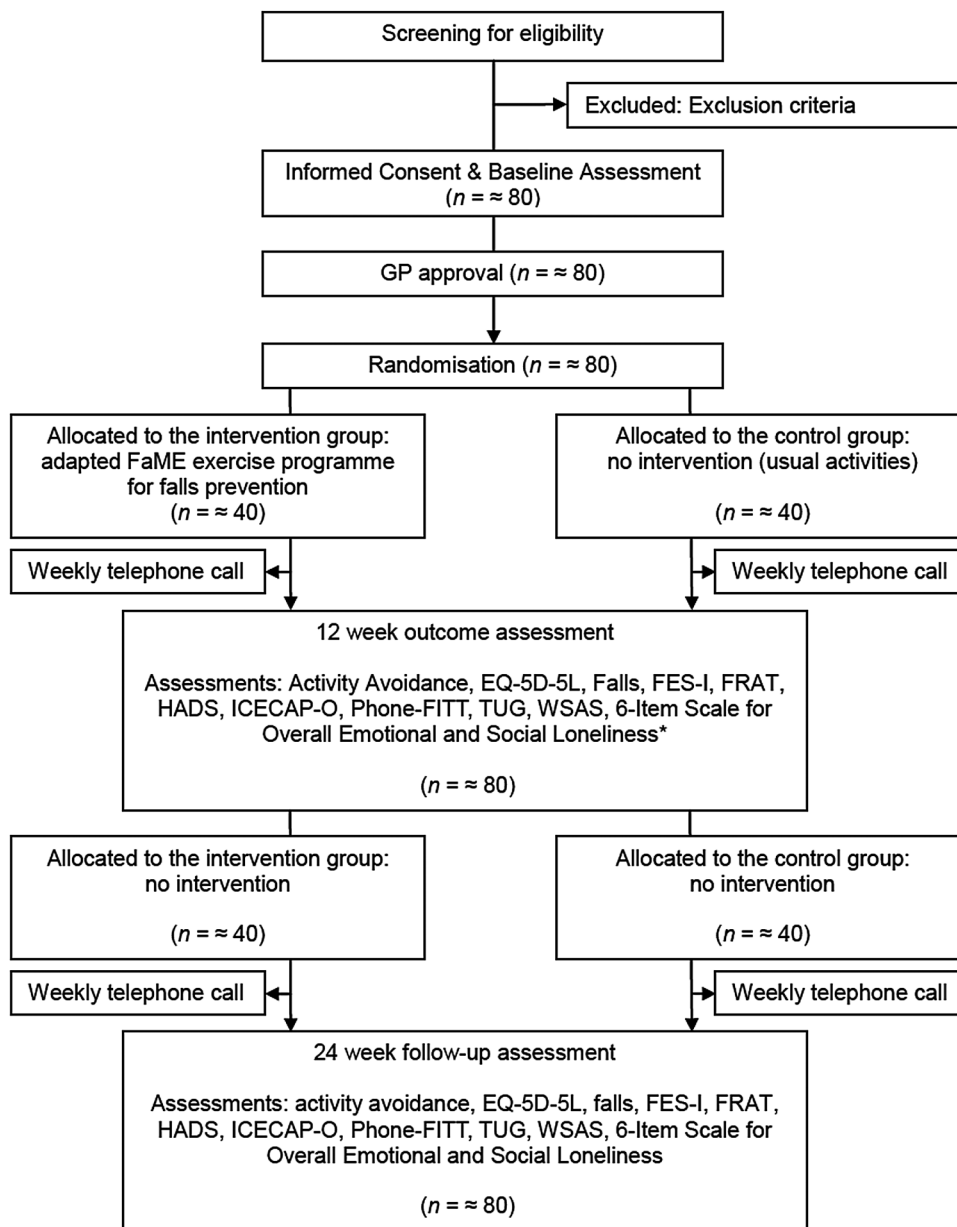 Screening for eligibility
Excluded: Exclusion criteria
Informed Consent & Baseline Assessment
(n = ≈ 80)
GP approval (n = ≈ 80)
Randomisation (n = ≈ 80)
Allocated to the intervention group:
adapted FaME exercise programme
for falls prevention
(n = ≈ 40)
Allocated to the control group:
no intervention (usual activities)
(n = ≈ 40)
Weekly telephone call
Weekly telephone call
12 week outcome assessment
Assessments: Activity Avoidance, EQ-5D-5L, Falls, FES-I, FRAT,
HADS, ICECAP-O, Phone-FITT, TUG, WSAS, 6-Item Scale for
Overall Emotional and Social Loneliness*
(n = ≈ 80)
Allocated to the intervention group:
no intervention
(n = ≈ 40)
Allocated to the control group:
no intervention
(n = ≈ 40)
Weekly telephone call
Weekly telephone call
24 week follow-up assessment
Assessments: activity avoidance, EQ-5D-5L, falls, FES-I, FRAT,
HADS, ICECAP-O, Phone-FITT, TUG, WSAS, 6-Item Scale for
Overall Emotional and Social Loneliness
(n = ≈ 80)